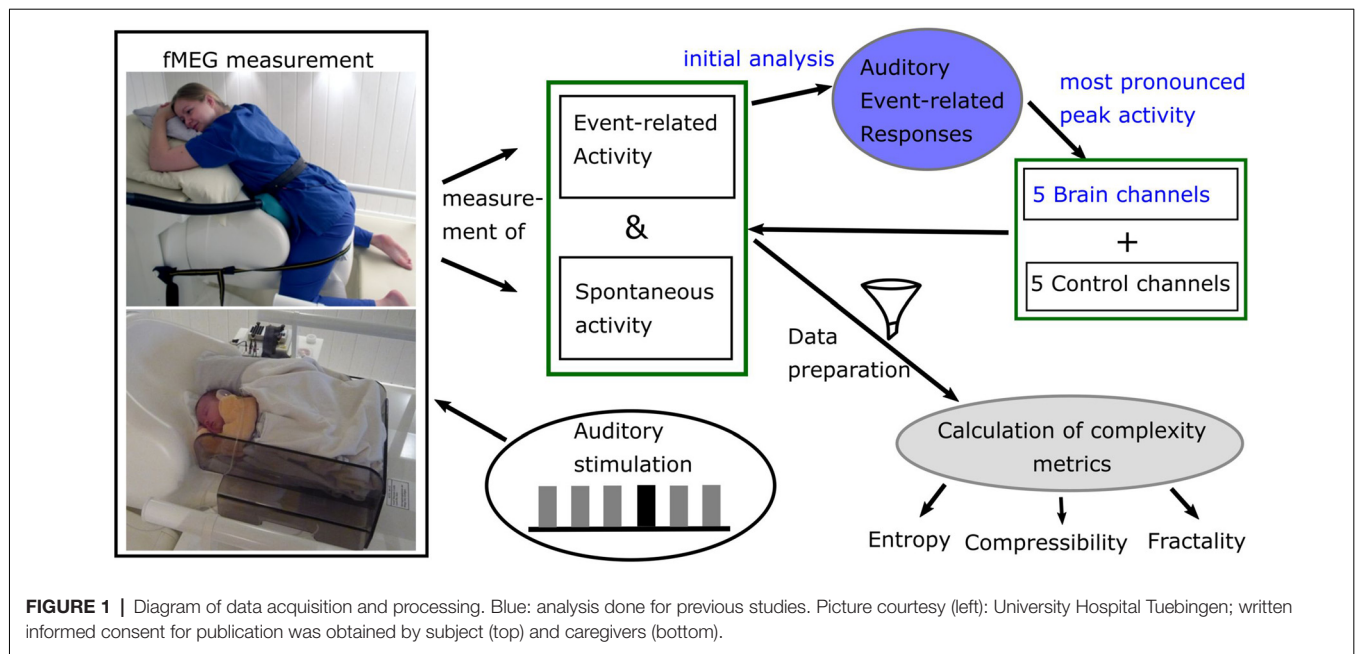 fMEG measurement
measure-
ment of
Event-related
Activity
&
Spontaneous
activity
initial analysis
Auditory
Event-related
Responses
most pronounced
peak activity
5 Brain channels
+
5 Control channels
Data
preparation
Auditory
stimulation
Calculation of complexity
metrics
Entropy
Compressibility
Fractality
FIGURE 1 | Diagram of data acquisition and processing. Blue: analysis done for previous studies. Picture courtesy (left): University Hospital Tuebingen; written
informed consent for publication was obtained by subject (top) and caregivers (bottom).